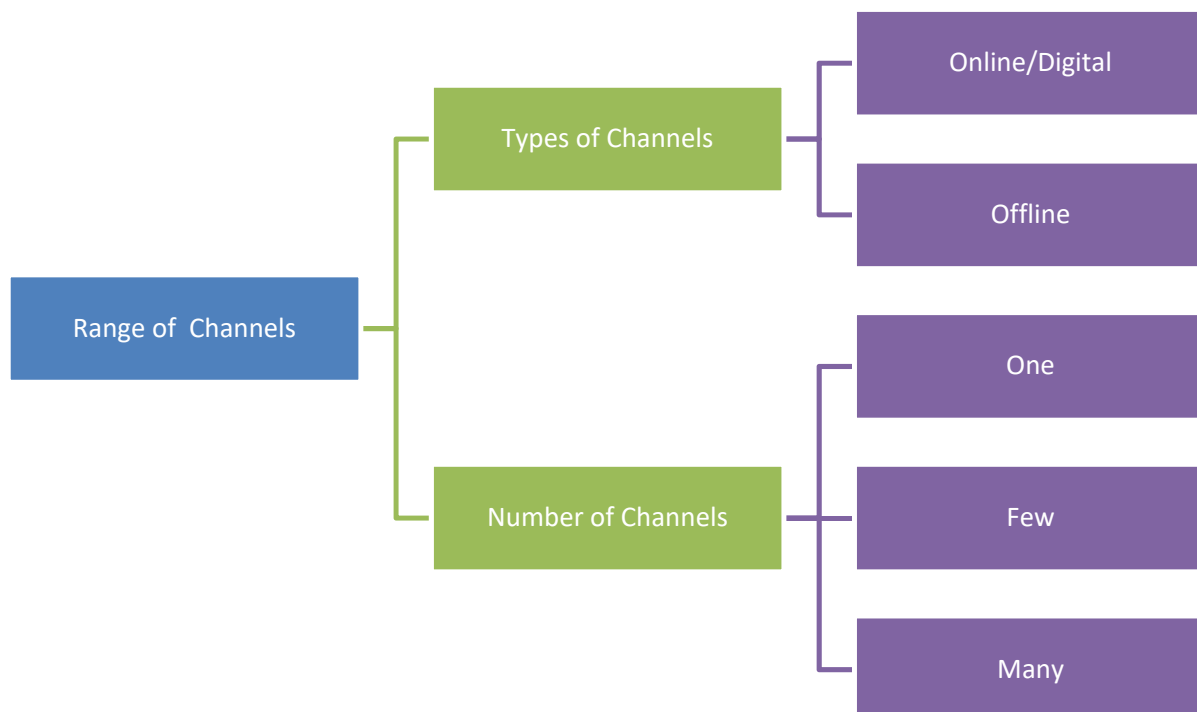 Range of  Channels
Types of Channels
Online/Digital
Offline
Number of Channels
One
Few
Many